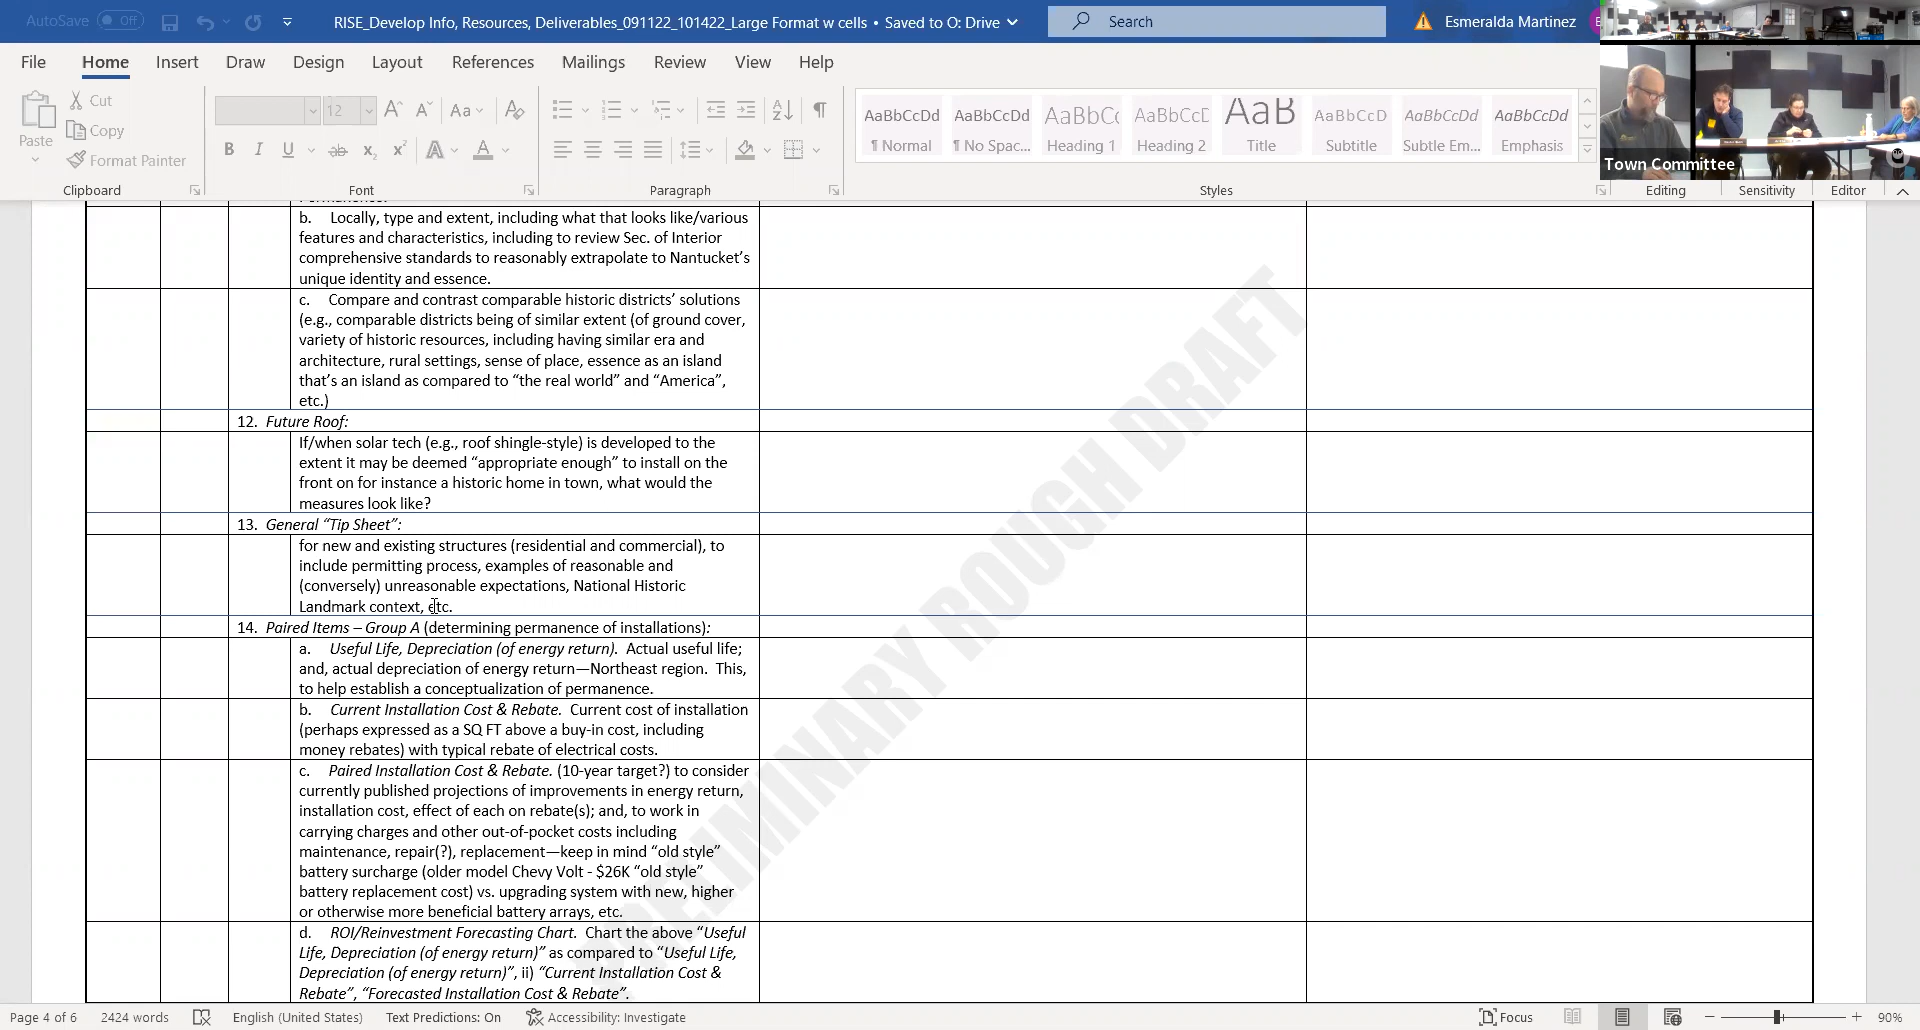 AutoSave Off
RISE_Develop Info, Resources, Deliverables_091122_101422_Large Format w cells • Saved to O: Drive
Search
Esmeralda Martinez
File Home Insert Draw Design Layout References Mailings Review View Help
Paste
Cut
Copy
Format Painter
12
Aa
B I U ab x₂ x² A A
AaBbCcDd AaBbCcDd AaBbCc AaBbCcD AaB AaBbCcD AaBbCcDd AaBbCcDd
¶ Normal ¶ No Spac... Heading 1 Heading 2 Title Subtitle Subtle Em... Emphasis
Town Committee
Clipboard Font Paragraph Styles Editing Sensitivity Editor
b. Locally, type and extent, including what that looks like/various
features and characteristics, including to review Sec. of Interior
comprehensive standards to reasonably extrapolate to Nantucket’s
unique identity and essence.
c. Compare and contrast comparable historic districts’ solutions
(e.g., comparable districts being of similar extent (of ground cover,
variety of historic resources, including having similar era and
architecture, rural settings, sense of place, essence as an island
that’s an island as compared to “the real world” and “America”,
etc.)
12. Future Roof:
If/when solar tech (e.g., roof shingle-style) is developed to the
extent it may be deemed “appropriate enough” to install on the
front on for instance a historic home in town, what would the
measures look like?
13. General “Tip Sheet”:
for new and existing structures (residential and commercial), to
include permitting process, examples of reasonable and
(conversely) unreasonable expectations, National Historic
Landmark context, etc.
14. Paired Items – Group A (determining permanence of installations):
a. Useful Life, Depreciation (of energy return). Actual useful life;
and, actual depreciation of energy return—Northeast region. This,
to help establish a conceptualization of permanence.
b. Current Installation Cost & Rebate. Current cost of installation
(perhaps expressed as a SQ FT above a buy-in cost, including
money rebates) with typical rebate of electrical costs.
c. Paired Installation Cost & Rebate. (10-year target?) to consider
currently published projections of improvements in energy return,
installation cost, effect of each on rebate(s); and, to work in
carrying charges and other out-of-pocket costs including
maintenance, repair(?), replacement—keep in mind “old style”
battery surcharge (older model Chevy Volt - $26K “old style”
battery replacement cost) vs. upgrading system with new, higher
or otherwise more beneficial battery arrays, etc.
d. ROI/Reinvestment Forecasting Chart. Chart the above “Useful
Life, Depreciation (of energy return)” as compared to “Useful Life,
Depreciation (of energy return)”, ii) “Current Installation Cost &
Rebate”, “Forecasted Installation Cost & Rebate”.
PRELIMINARY ROUGH DRAFT
Page 4 of 6 2424 words English (United States) Text Predictions: On Accessibility: Investigate Focus 90%